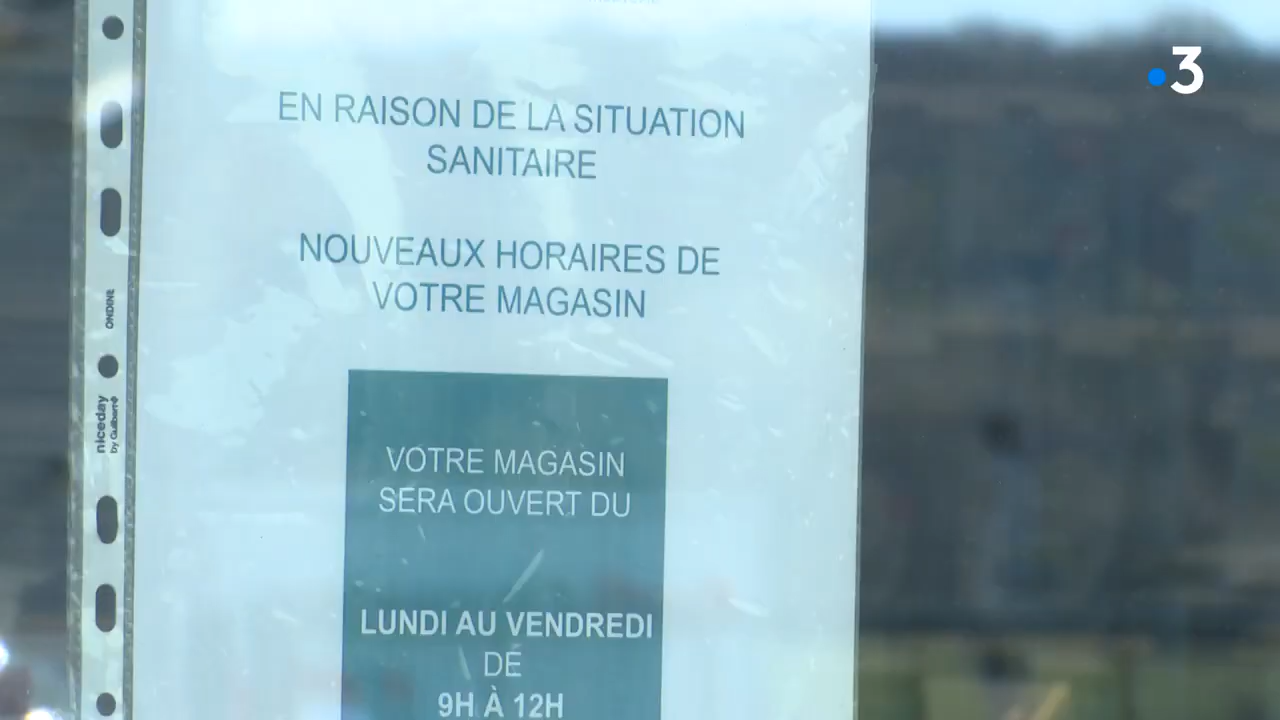 3
EN RAISON DE LA SITUATION
SANITAIRE
NOUVEAUX HORAIRES DE
VOTRE MAGASIN
ONDINE
niceday
by Guilbert
VOTRE MAGASIN
SERA OUVERT DU
LUNDI AU VENDREDI
DE
9H À 12H